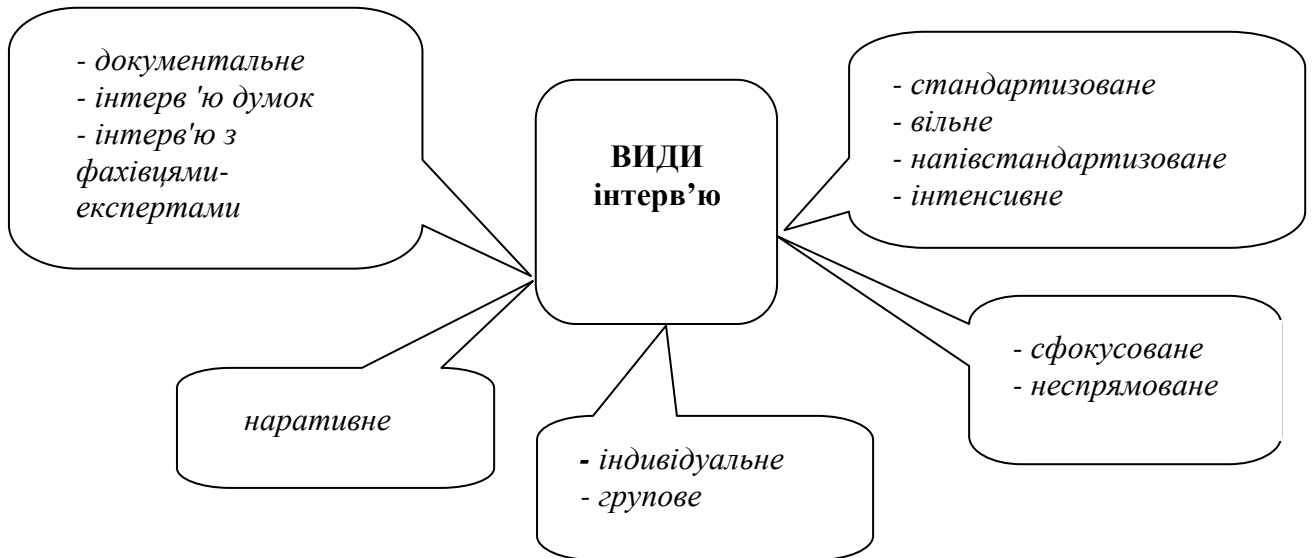 - документальне
- інтерв 'ю думок
- інтерв'ю з
фахівцями-
експертами
ВИДИ
інтерв’ю
- стандартизоване
- вільне
- напівстандартизоване
- інтенсивне
- сфокусоване
- неспрямоване
наративне
- індивідуальне
- групове